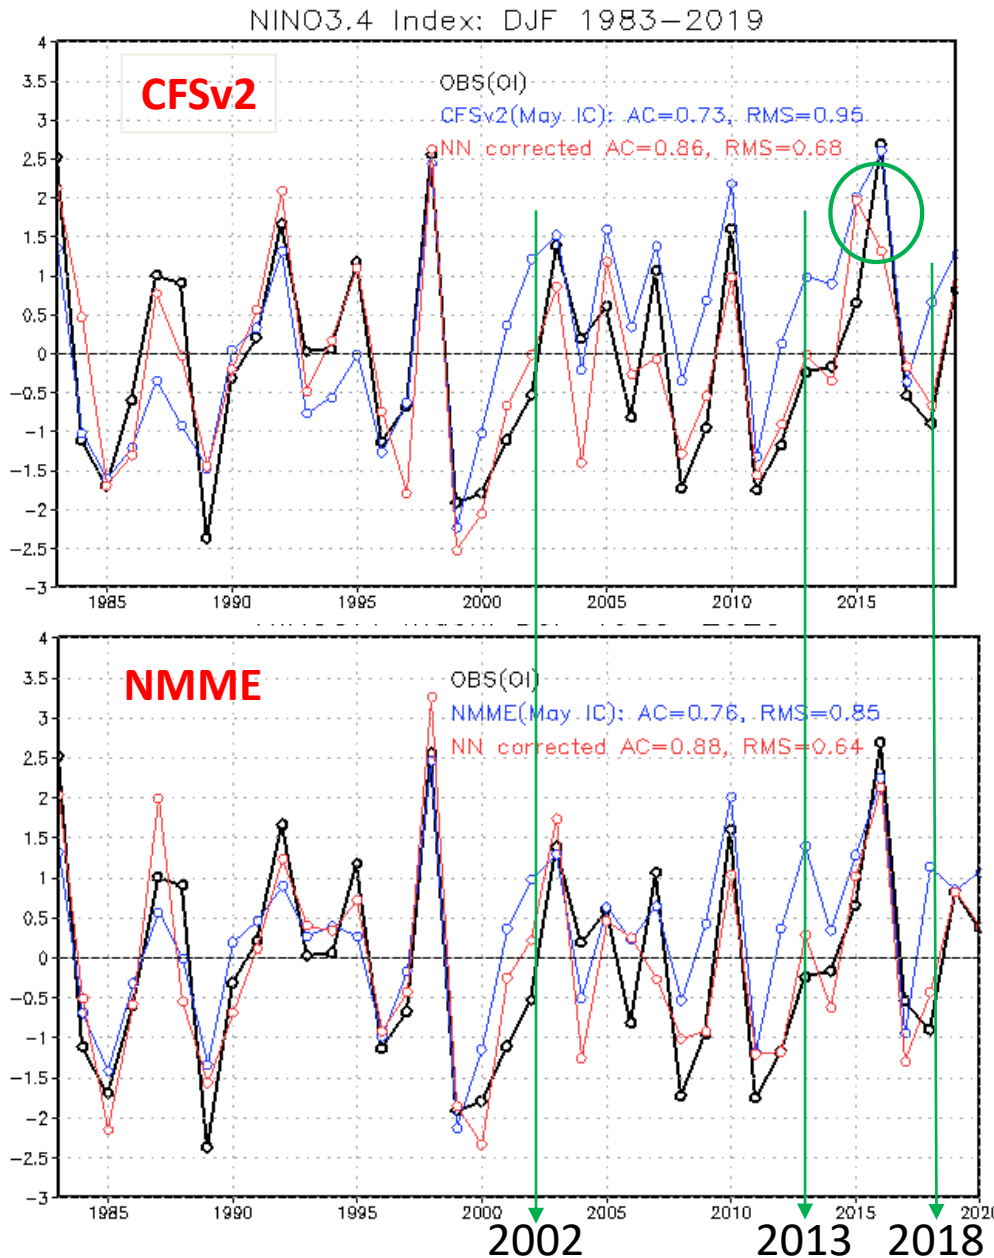 NINO3.4 Index: DJF 1983-2019
4
3.5
3
2.5
2
1.5
1
0.5
0
-0.5
-1
-1.5
-2
-2.5
-3
CFSv2
OBS(OI)
CFSv2(May IC): AC=0.73, RMS=0.95
NN corrected AC=0.86, RMS=0.68
1985 1990 1995 2000 2005 2010 2015
4
3.5
3
2.5
2
1.5
1
0.5
0
-0.5
-1
-1.5
-2
-2.5
-3
NMME
OBS(OI)
NMME(May IC): AC=0.76, RMS=0.85
NN corrected AC=0.88, RMS=0.64
1985 1990 1995 2000 2005 2010 2015 2020
2002 2013 2018